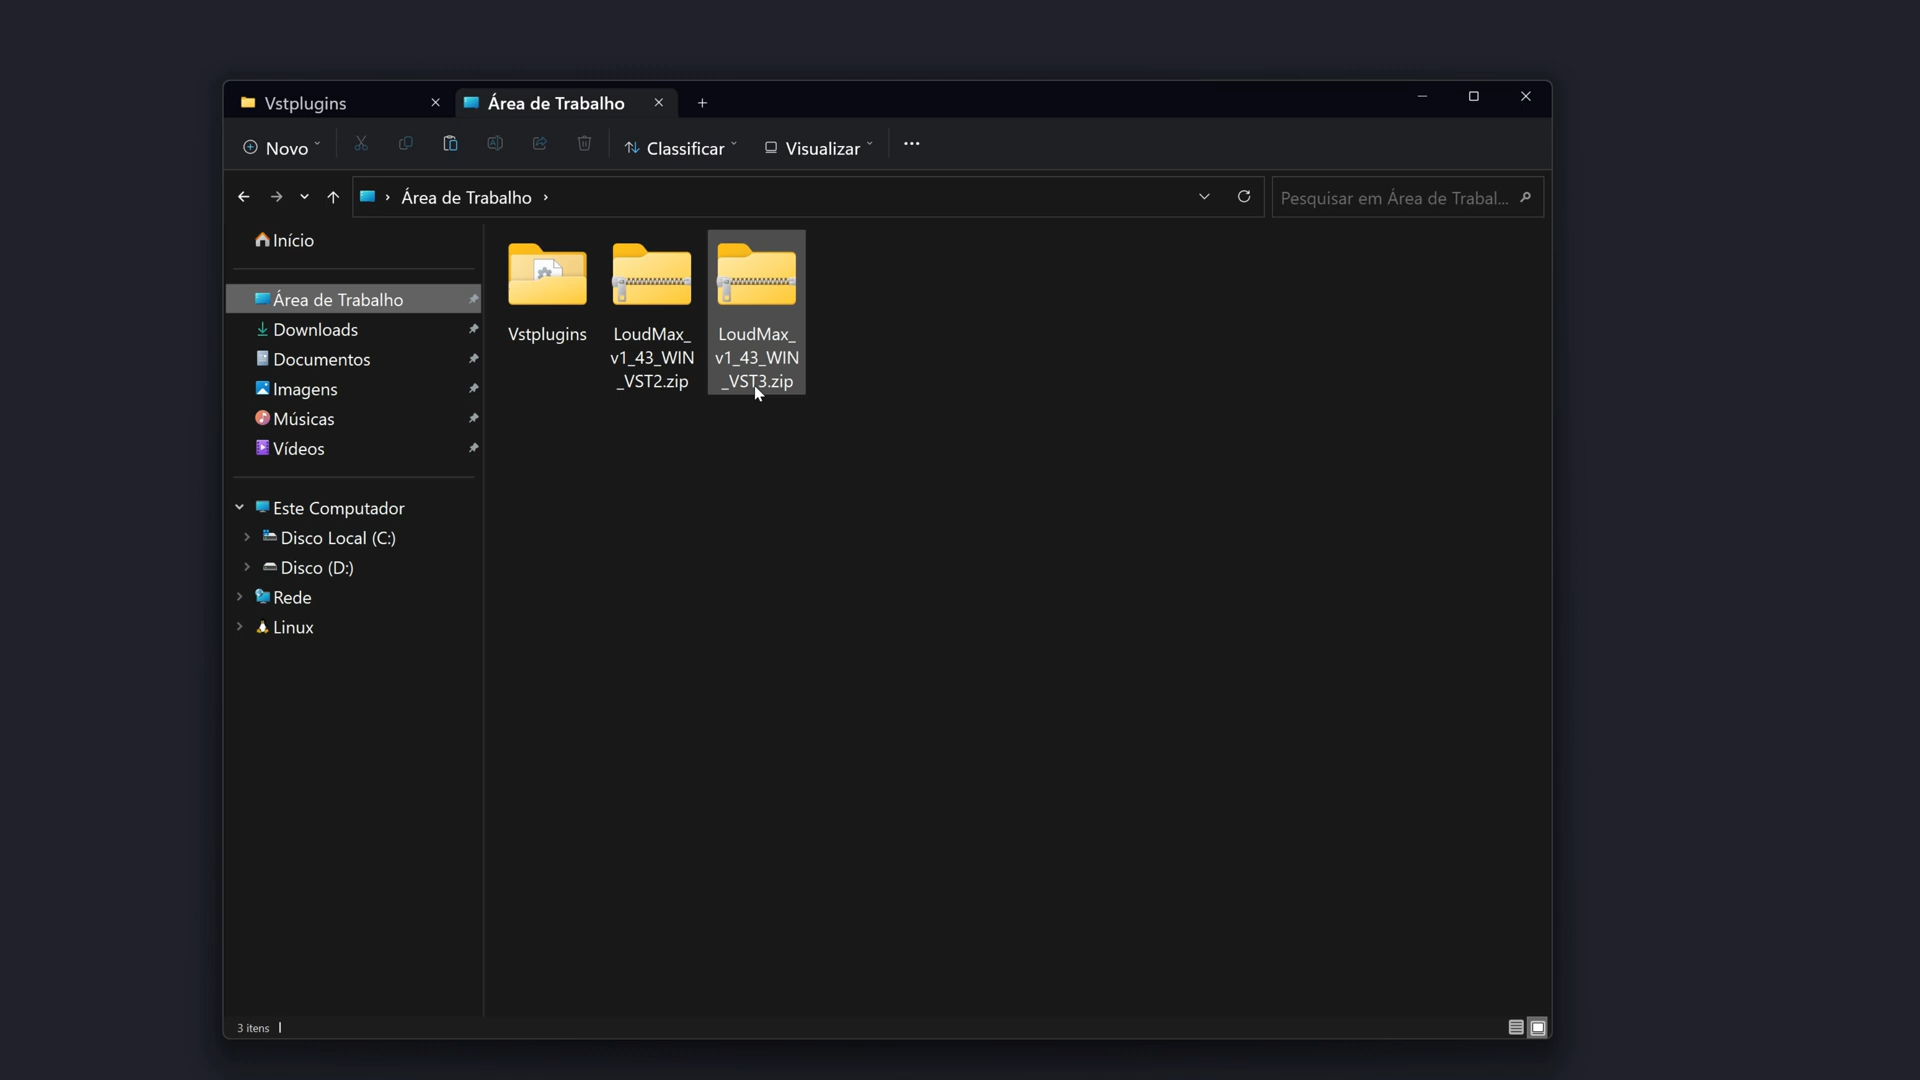 Vstplugins
Área de Trabalho
Novo
Classificar
Visualizar
Área de Trabalho
Pesquisar em Área de Trabal...
Início
Área de Trabalho
Downloads
Documentos
Imagens
Músicas
Vídeos
Este Computador
Disco Local (C:)
Disco (D:)
Rede
Linux
Vstplugins
LoudMax_
v1_43_WIN
_VST2.zip
LoudMax_
v1_43_WIN
_VST3.zip
3 itens